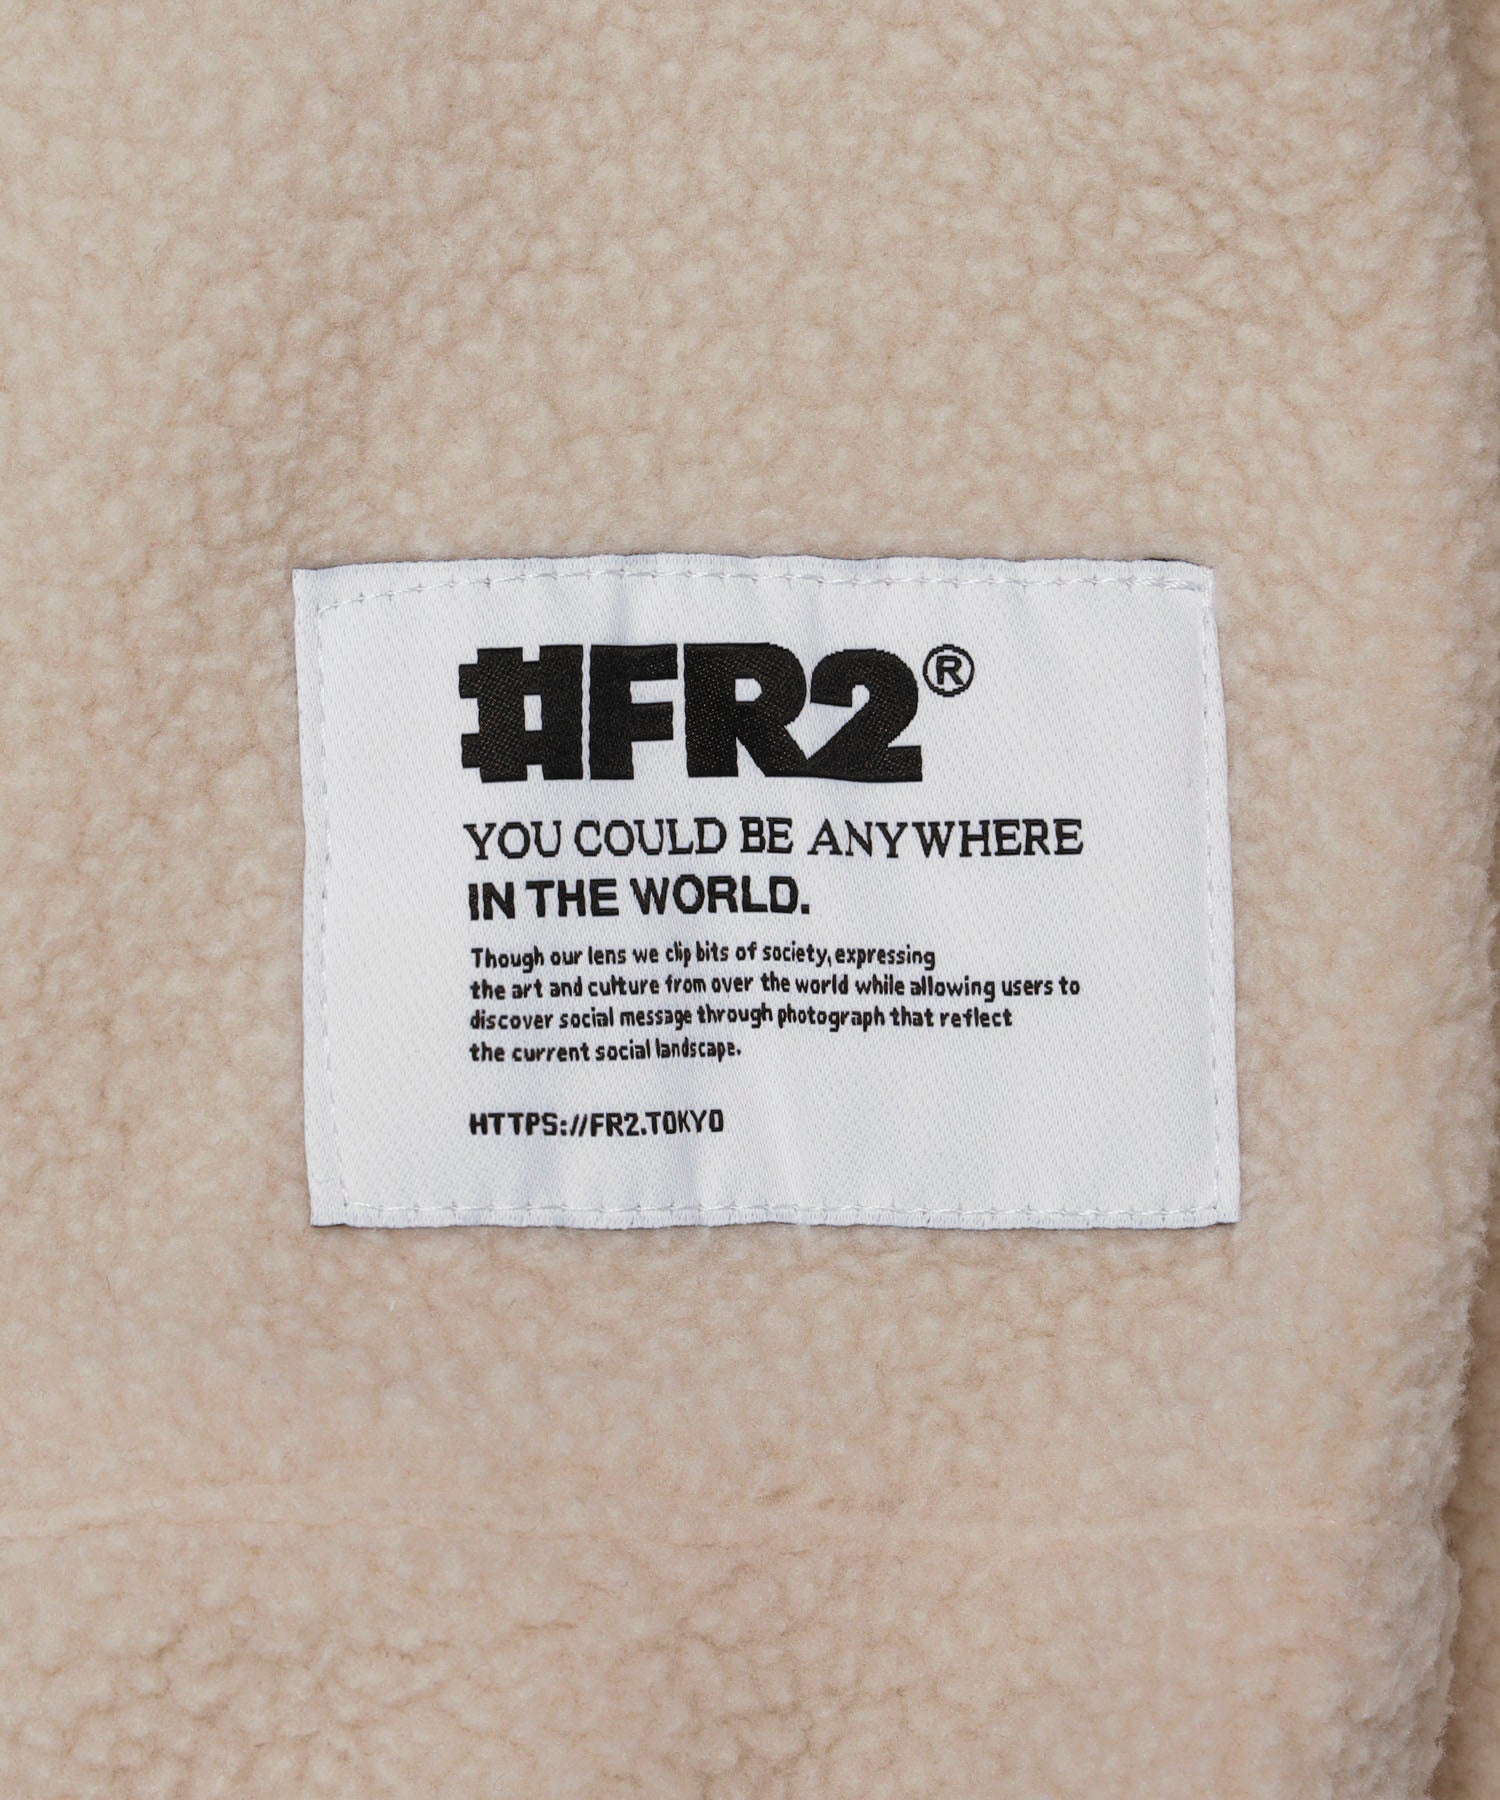 #FR2®
YOU COULD BE ANYWHERE
IN THE WORLD.
Though our lens we clip bits of society, expressing
the art and culture from over the world while allowing users to
discover social message through photograph that reflect
the current social landscape.
HTTPS://FR2.TOKYO